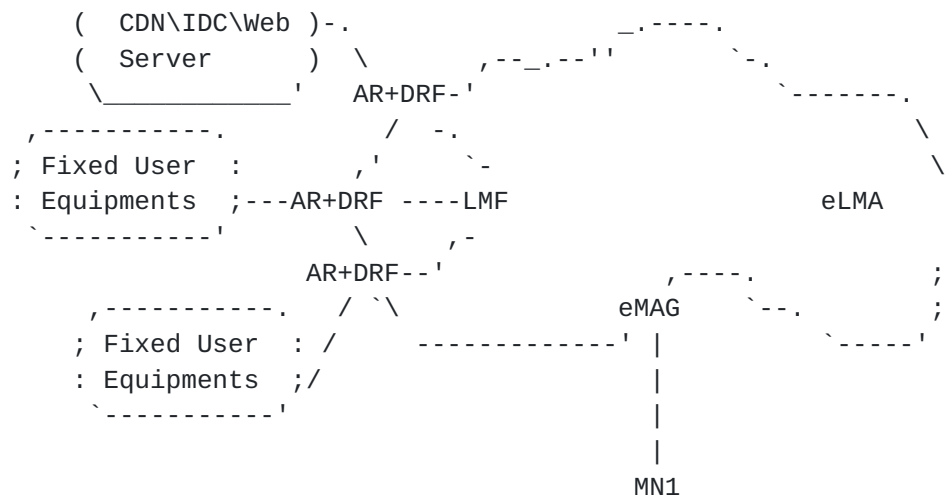 ( CDN\IDC\Web )-. _.----.
( Server ) \ ,--_.--'' `-.
\____________' AR+DRF-' `-------.
,-----------. / -. \
; Fixed User : ,' `- \
: Equipments ;---AR+DRF ----LMF eLMA
`-----------' \ ,-
AR+DRF--' ,----. ;
,-----------. / `\ eMAG `--. ;
; Fixed User : / -------------' | `-----'
: Equipments ;/ |
`-----------' |
|
MN1